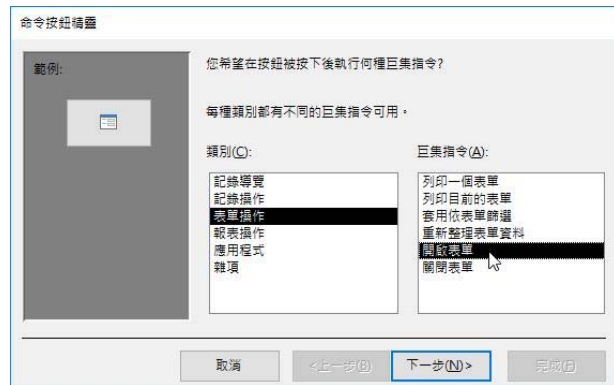 命令按鈕精靈
範例:
您希望在按鈕被按下後執行何種巨集指令?
每種類別都有不同的巨集指令可用。
類別(C):
記錄導覽
記錄操作
表單操作
報表操作
應用程式
雜項
巨集指令(A):
列印一個表單
列印目前的表單
套用依表單篩選
重新整理表單資料
開啟表單
關閉表單
取消
<上一步(B)
下一步(N)>
完成(F)